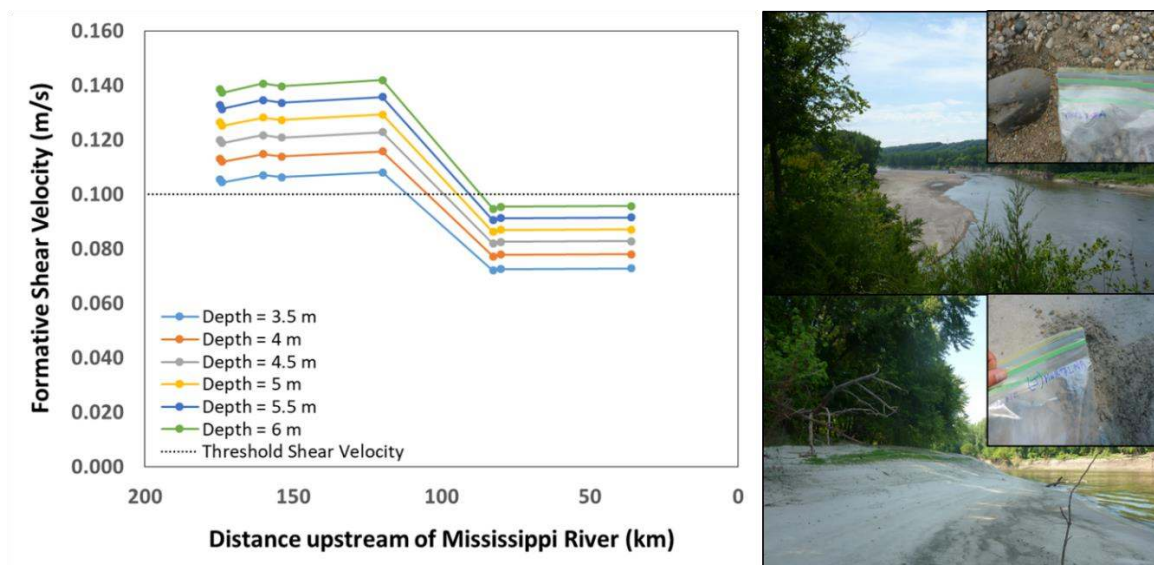 Formative Shear Velocity (m/s)
0.160
0.140
0.120
0.100
0.080
0.060
0.040
0.020
0.000
Depth = 3.5 m
Depth = 4 m
Depth = 4.5 m
Depth = 5 m
Depth = 5.5 m
Depth = 6 m
Threshold Shear Velocity
200
150
100
50
0
Distance upstream of Mississippi River (km)